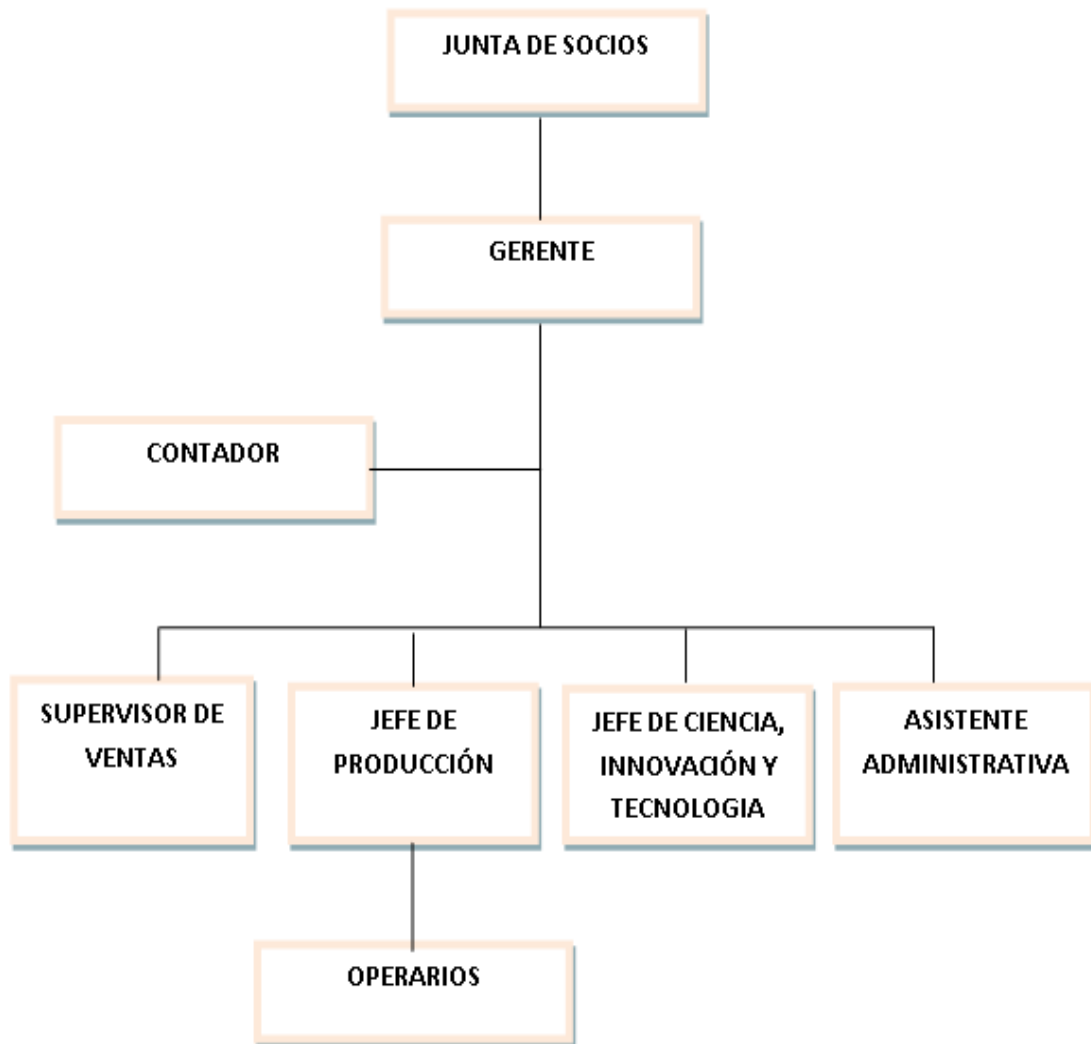 JUNTA DE SOCIOS
GERENTE
CONTADOR
SUPERVISOR DE
VENTAS
JEFE DE
PRODUCCIÓN
JEFE DE CIENCIA,
INNOVACIÓN Y
TECNOLOGIA
ASISTENTE
ADMINISTRATIVA
OPERARIOS